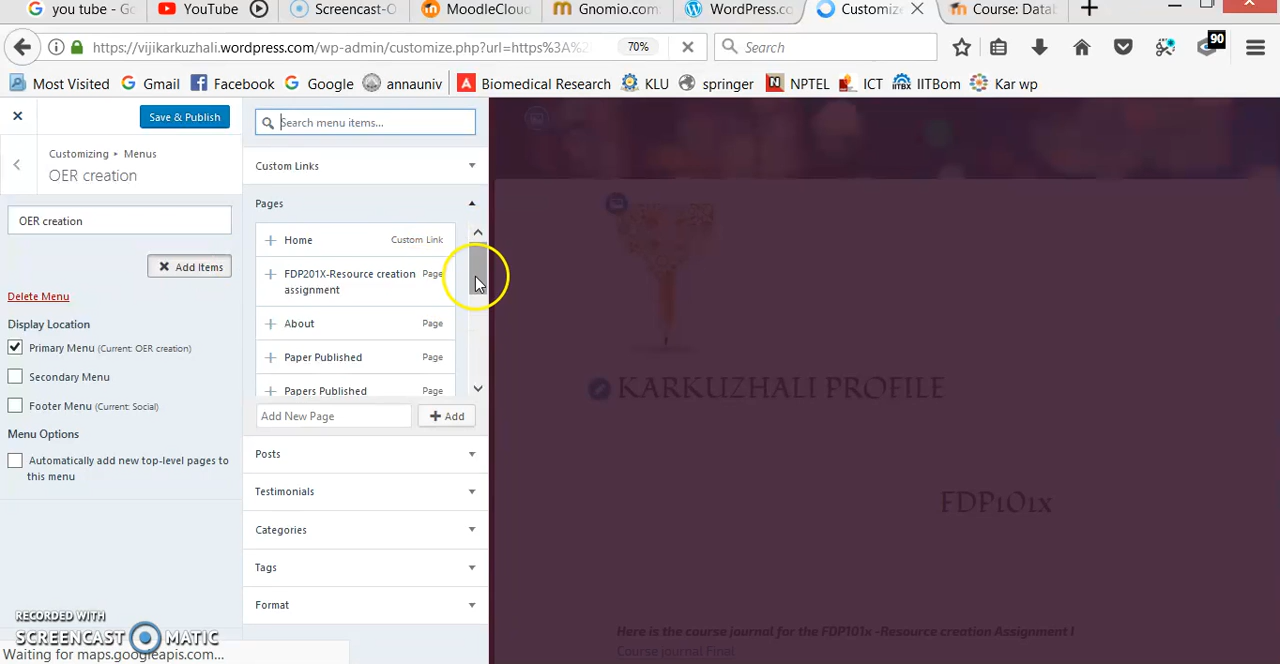 you tube - Go
YouTube
Screencast-O
MoodleCloud
Gnomio.com
WordPress.co
Customize
Course: Data
https://vijikarkuzhali.wordpress.com/wp-admin/customize.php?url=https%3A%2
70%
Search
90
Most Visited
Gmail
Facebook
Google
annauniv
Biomedical Research
KLU
springer
NPTEL
ICT
IITBom
Kar wp
Save & Publish
Customizing ▸ Menus
OER creation
OER creation
Add Items
Delete Menu
Display Location
Primary Menu (Current: OER creation)
Secondary Menu
Footer Menu (Current: Social)
Menu Options
Automatically add new top-level pages to
this menu
Search menu items...
Custom Links
Pages
Home Custom Link
FDP201X-Resource creation Page
assignment
About Page
Paper Published Page
Papers Published Page
Add New Page
Add
Posts
Testimonials
Categories
Tags
Format
KARKUZHALI PROFILE
FDP101x
Here is the course journal for the FDP101x -Resource creation Assignment I
Course journal Final
RECORDED WITH
SCREENCAST MATIC
Waiting for maps.googleapis.com...